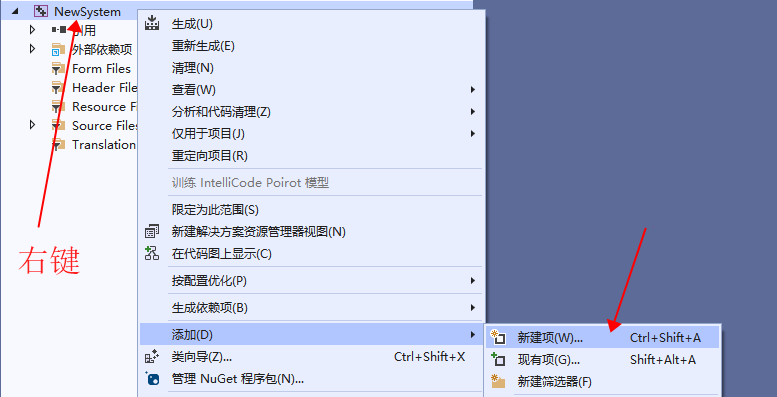 NewSystem
引用
外部依赖项
Form Files
Header File
Resource F
Source Files
Translation
右键
生成(U)
重新生成(E)
清理(N)
查看(W)
分析和代码清理(Z)
仅用于项目(J)
重定向项目(R)
训练 IntelliCode Poirot 模型
限定为此范围(S)
新建解决方案资源管理器视图(N)
在代码图上显示(C)
按配置优化(P)
生成依赖项(B)
添加(D)
类向导(Z)... Ctrl+Shift+X
管理 NuGet 程序包(N)...
新建项(W)... Ctrl+Shift+A
现有项(G)... Shift+Alt+A
新建筛选器(F)